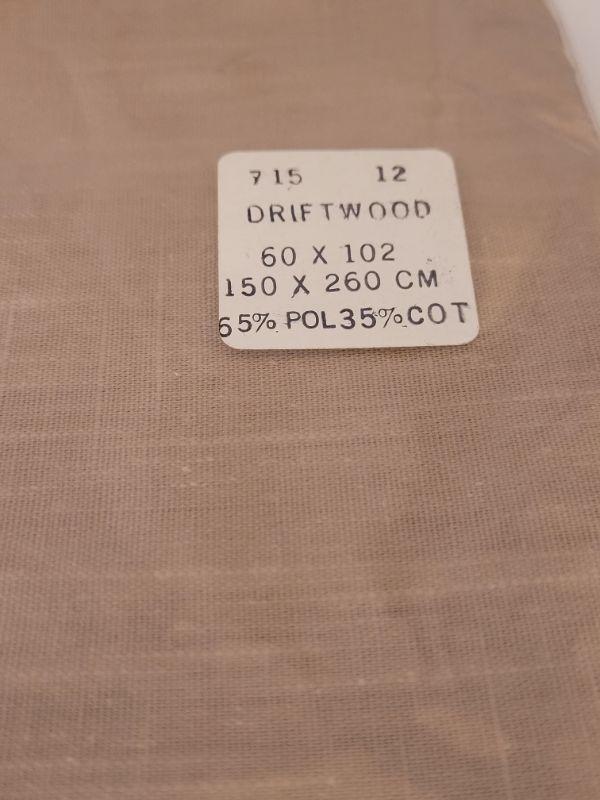 715 12
DRIFTWOOD
60 X 102
150 X 260 CM
65% POL35% COT